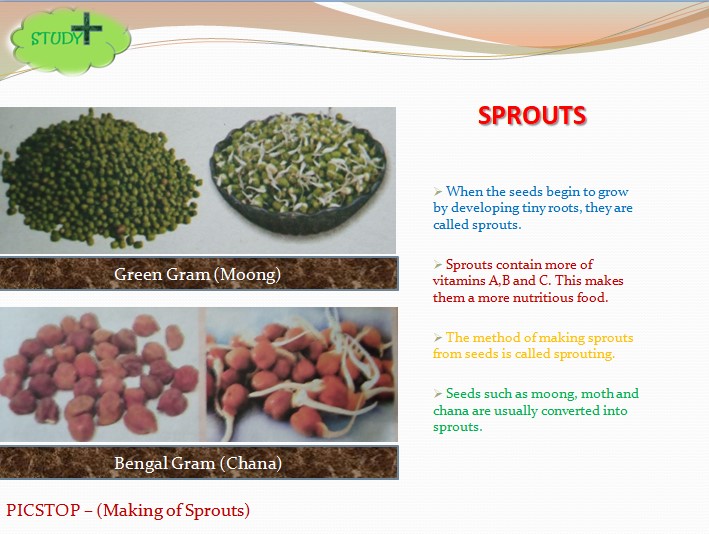 STUDY+
SPROUTS
➢ When the seeds begin to grow
by developing tiny roots, they are
called sprouts.
➢ Sprouts contain more of
vitamins A,B and C. This makes
them a more nutritious food.
➢ The method of making sprouts
from seeds is called sprouting.
➢ Seeds such as moong, moth and
chana are usually converted into
sprouts.
Green Gram (Moong)
Bengal Gram (Chana)
PICSTOP – (Making of Sprouts)